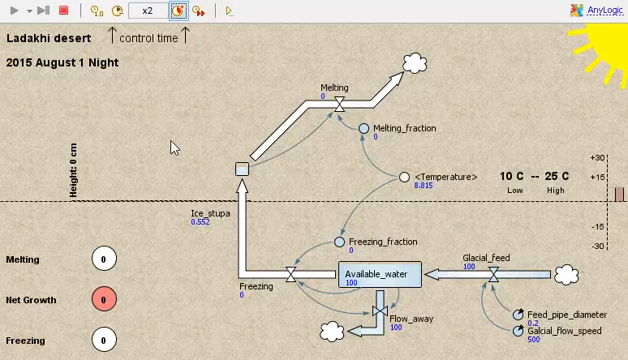 x2
AnyLogic
Ladakhi desert
control time
2015 August 1 Night
Melting
0
Melting_fraction
0
<Temperature>
8.815
10 C -- 25 C
Low High
+30
+15
-15
-30
Height: 0 cm
Ice_stupa
0.552
Freezing_fraction
0
Melting 0
Net Growth 0
Freezing 0
Freezing
0
Available_water
100
Glacial_feed
100
Flow_away
100
Feed_pipe_diameter
0.2
Galcial_flow_speed
500